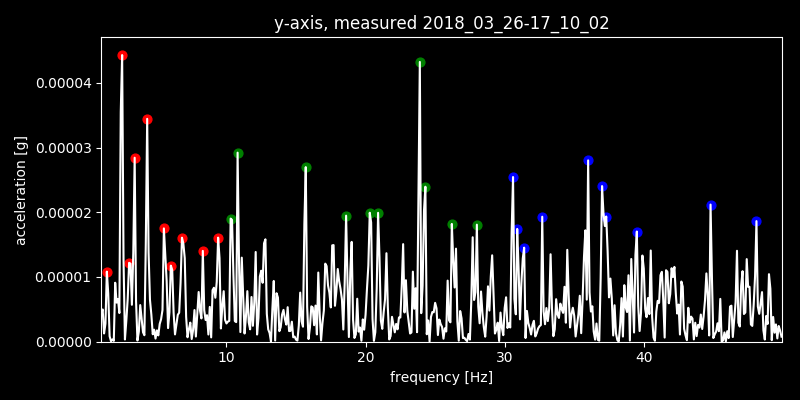 y-axis, measured 2018_03_26-17_10_02
0.00004
0.00003
0.00002
0.00001
0.00000
acceleration [g]
10 20 30 40
frequency [Hz]